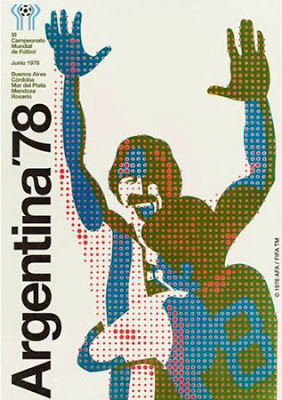 XI
Campeonato
Mundial
de Fútbol
Junio 1978
Buenos Aires
Córdoba
Mar del Plata
Mendoza
Rosario
Argentina'78
© 1976 AFA / FIFA TM